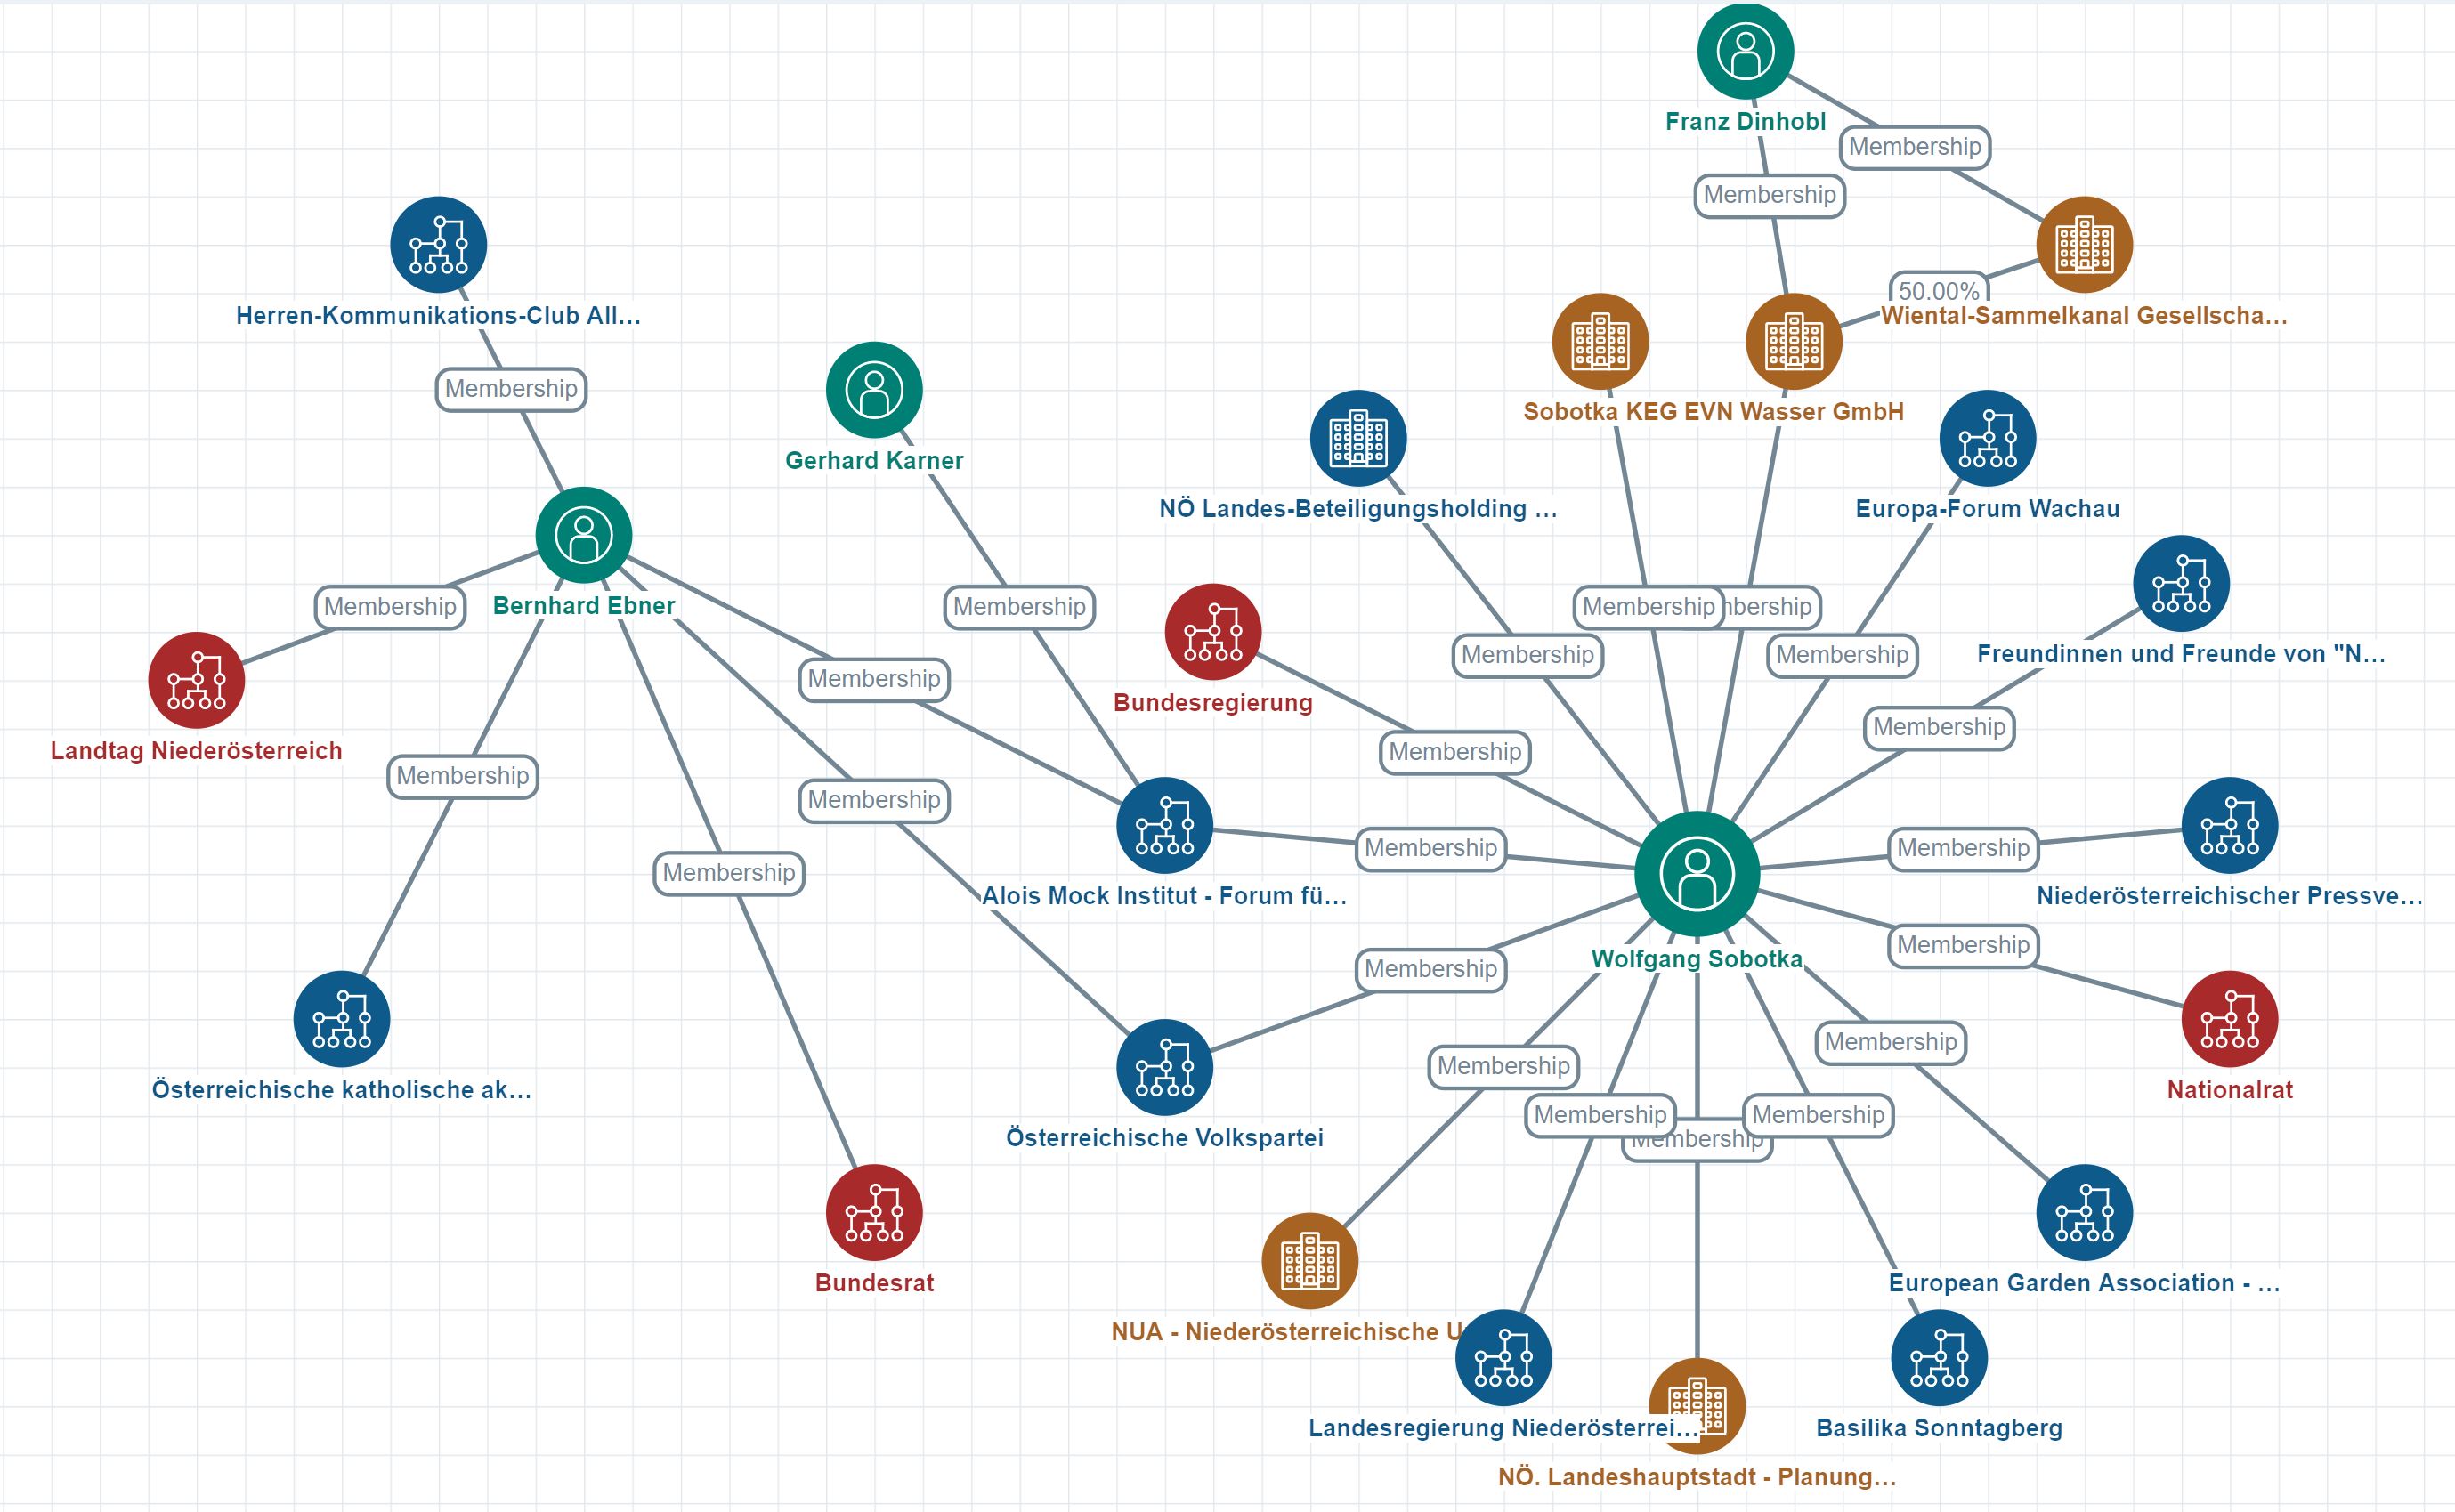 Franz Dinhobl
Membership
Membership
50.00%
Wiental-Sammelkanal Gesellscha...
Herren-Kommunikations-Club All...
Membership
Gerhard Karner
Sobotka KEG
EVN Wasser GmbH
NÖ Landes-Beteiligungsholding ...
Europa-Forum Wachau
Membership
Bernhard Ebner
Membership
Membership
Landtag Niederösterreich
Membership
Membership
Membership
Freundinnen und Freunde von "N...
Bundesregierung
Membership
Membership
Membership
Membership
Membership
Membership
Membership
Membership
Alois Mock Institut - Forum fü...
Niederösterreichischer Pressve...
Membership
Membership
Wolfgang Sobotka
Membership
Österreichische katholische ak...
Österreichische Volkspartei
Membership
Membership
Membership
Membership
Membership
Nationalrat
Bundesrat
European Garden Association - ...
NUA - Niederösterreichische
Landesregierung Niederösterrei...
Basilika Sonntagberg
NÖ. Landeshauptstadt - Planung...